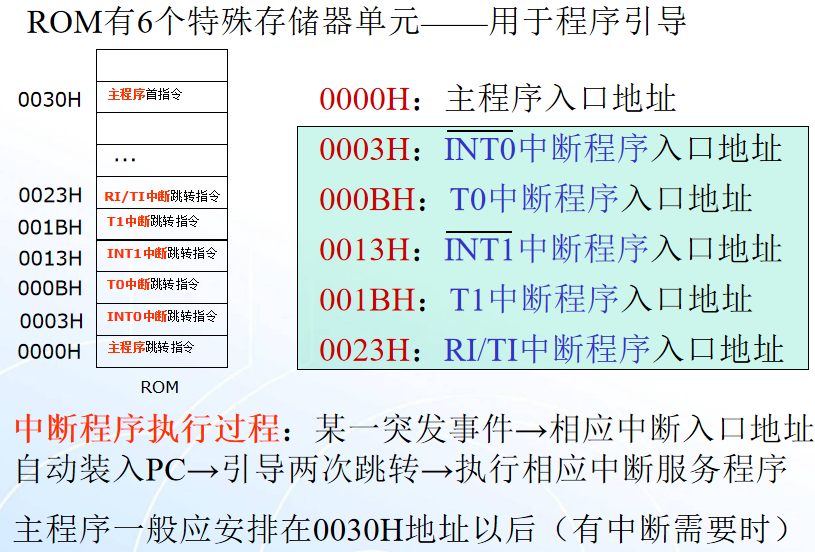 ROM有6个特殊存储器单元——用于程序引导
0030H 主程序首指令
...
0023H RI/TI中断跳转指令
001BH T1中断跳转指令
0013H INT1中断跳转指令
000BH T0中断跳转指令
0003H INT0中断跳转指令
0000H 主程序跳转指令
ROM
0000H：主程序入口地址
0003H：INT0中断程序入口地址
000BH：T0中断程序入口地址
0013H：INT1中断程序入口地址
001BH：T1中断程序入口地址
0023H：RI/TI中断程序入口地址
中断程序执行过程：某一突发事件→相应中断入口地址
自动装入PC→引导两次跳转→执行相应中断服务程序
主程序一般应安排在0030H地址以后（有中断需要时）